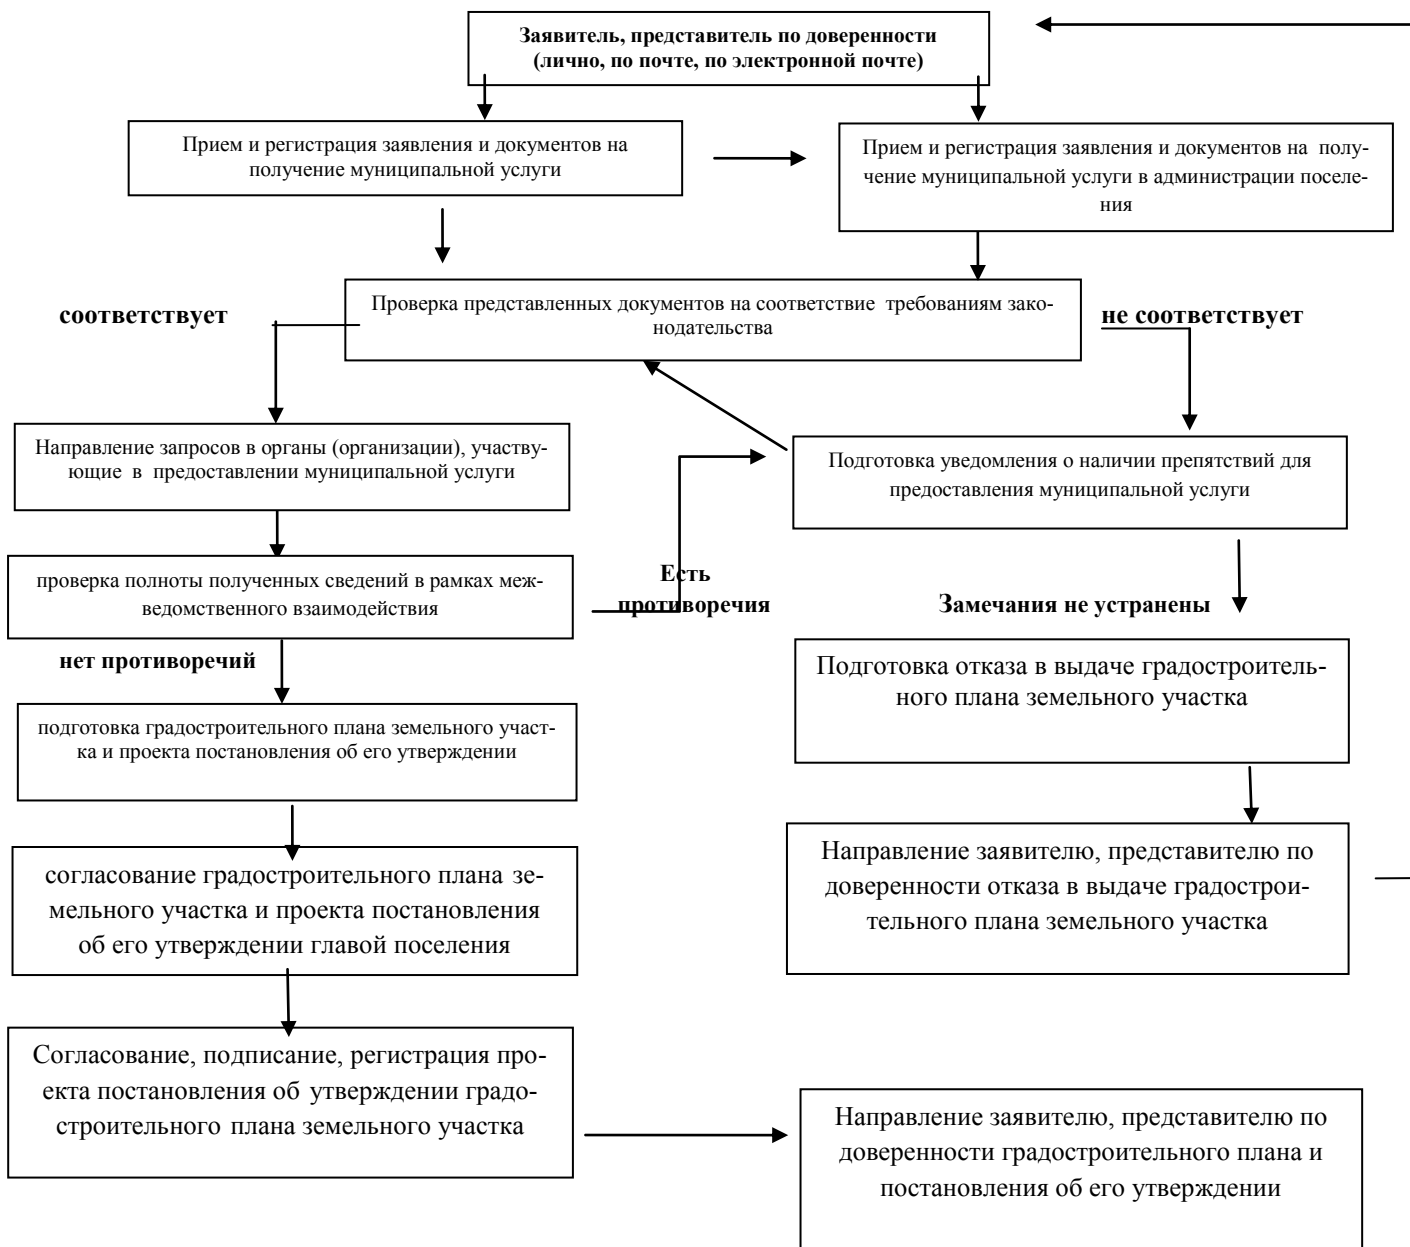 Заявитель, представитель по доверенности
(лично, по почте, по электронной почте)
Прием и регистрация заявления и документов на
получение муниципальной услуги
Прием и регистрация заявления и документов на полу-
чение муниципальной услуги в администрации поселе-
ния
Проверка представленных документов на соответствие требованиям зако-
нодательства
соответствует
не соответствует
Направление запросов в органы (организации), участву-
ющие в предоставлении муниципальной услуги
Подготовка уведомления о наличии препятствий для
предоставления муниципальной услуги
проверка полноты полученных сведений в рамках меж-
ведомственного взаимодействия
Есть
противоречия
Замечания не устранены
нет противоречий
Подготовка отказа в выдаче градостроитель-
ного плана земельного участка
подготовка градостроительного плана земельного участ-
ка и проекта постановления об его утверждении
согласование градостроительного плана зе-
мельного участка и проекта постановления
об его утверждении главой поселения
Направление заявителю, представителю по
доверенности отказа в выдаче градострои-
тельного плана земельного участка
Согласование, подписание, регистрация про-
екта постановления об утверждении градо-
строительного плана земельного участка
Направление заявителю, представителю по
доверенности градостроительного плана и
постановления об его утверждении